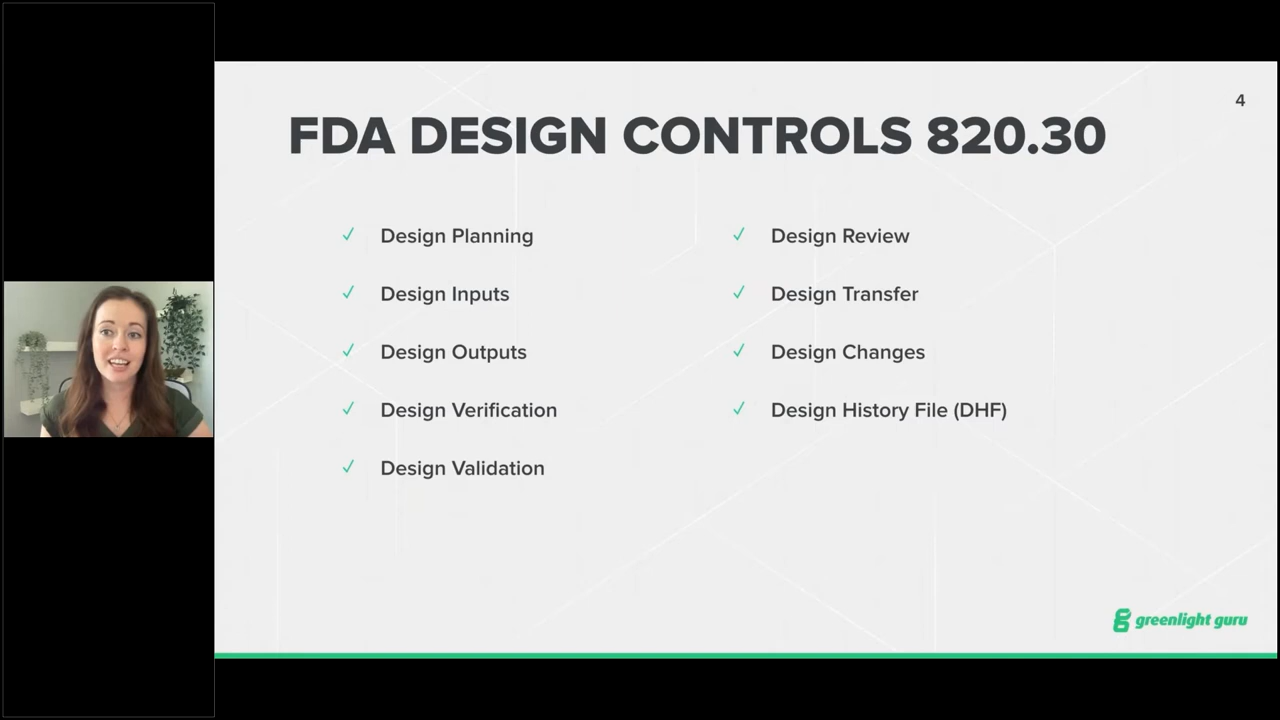 4
FDA DESIGN CONTROLS 820.30
Design Planning
Design Inputs
Design Outputs
Design Verification
Design Validation
Design Review
Design Transfer
Design Changes
Design History File (DHF)
greenlight guru